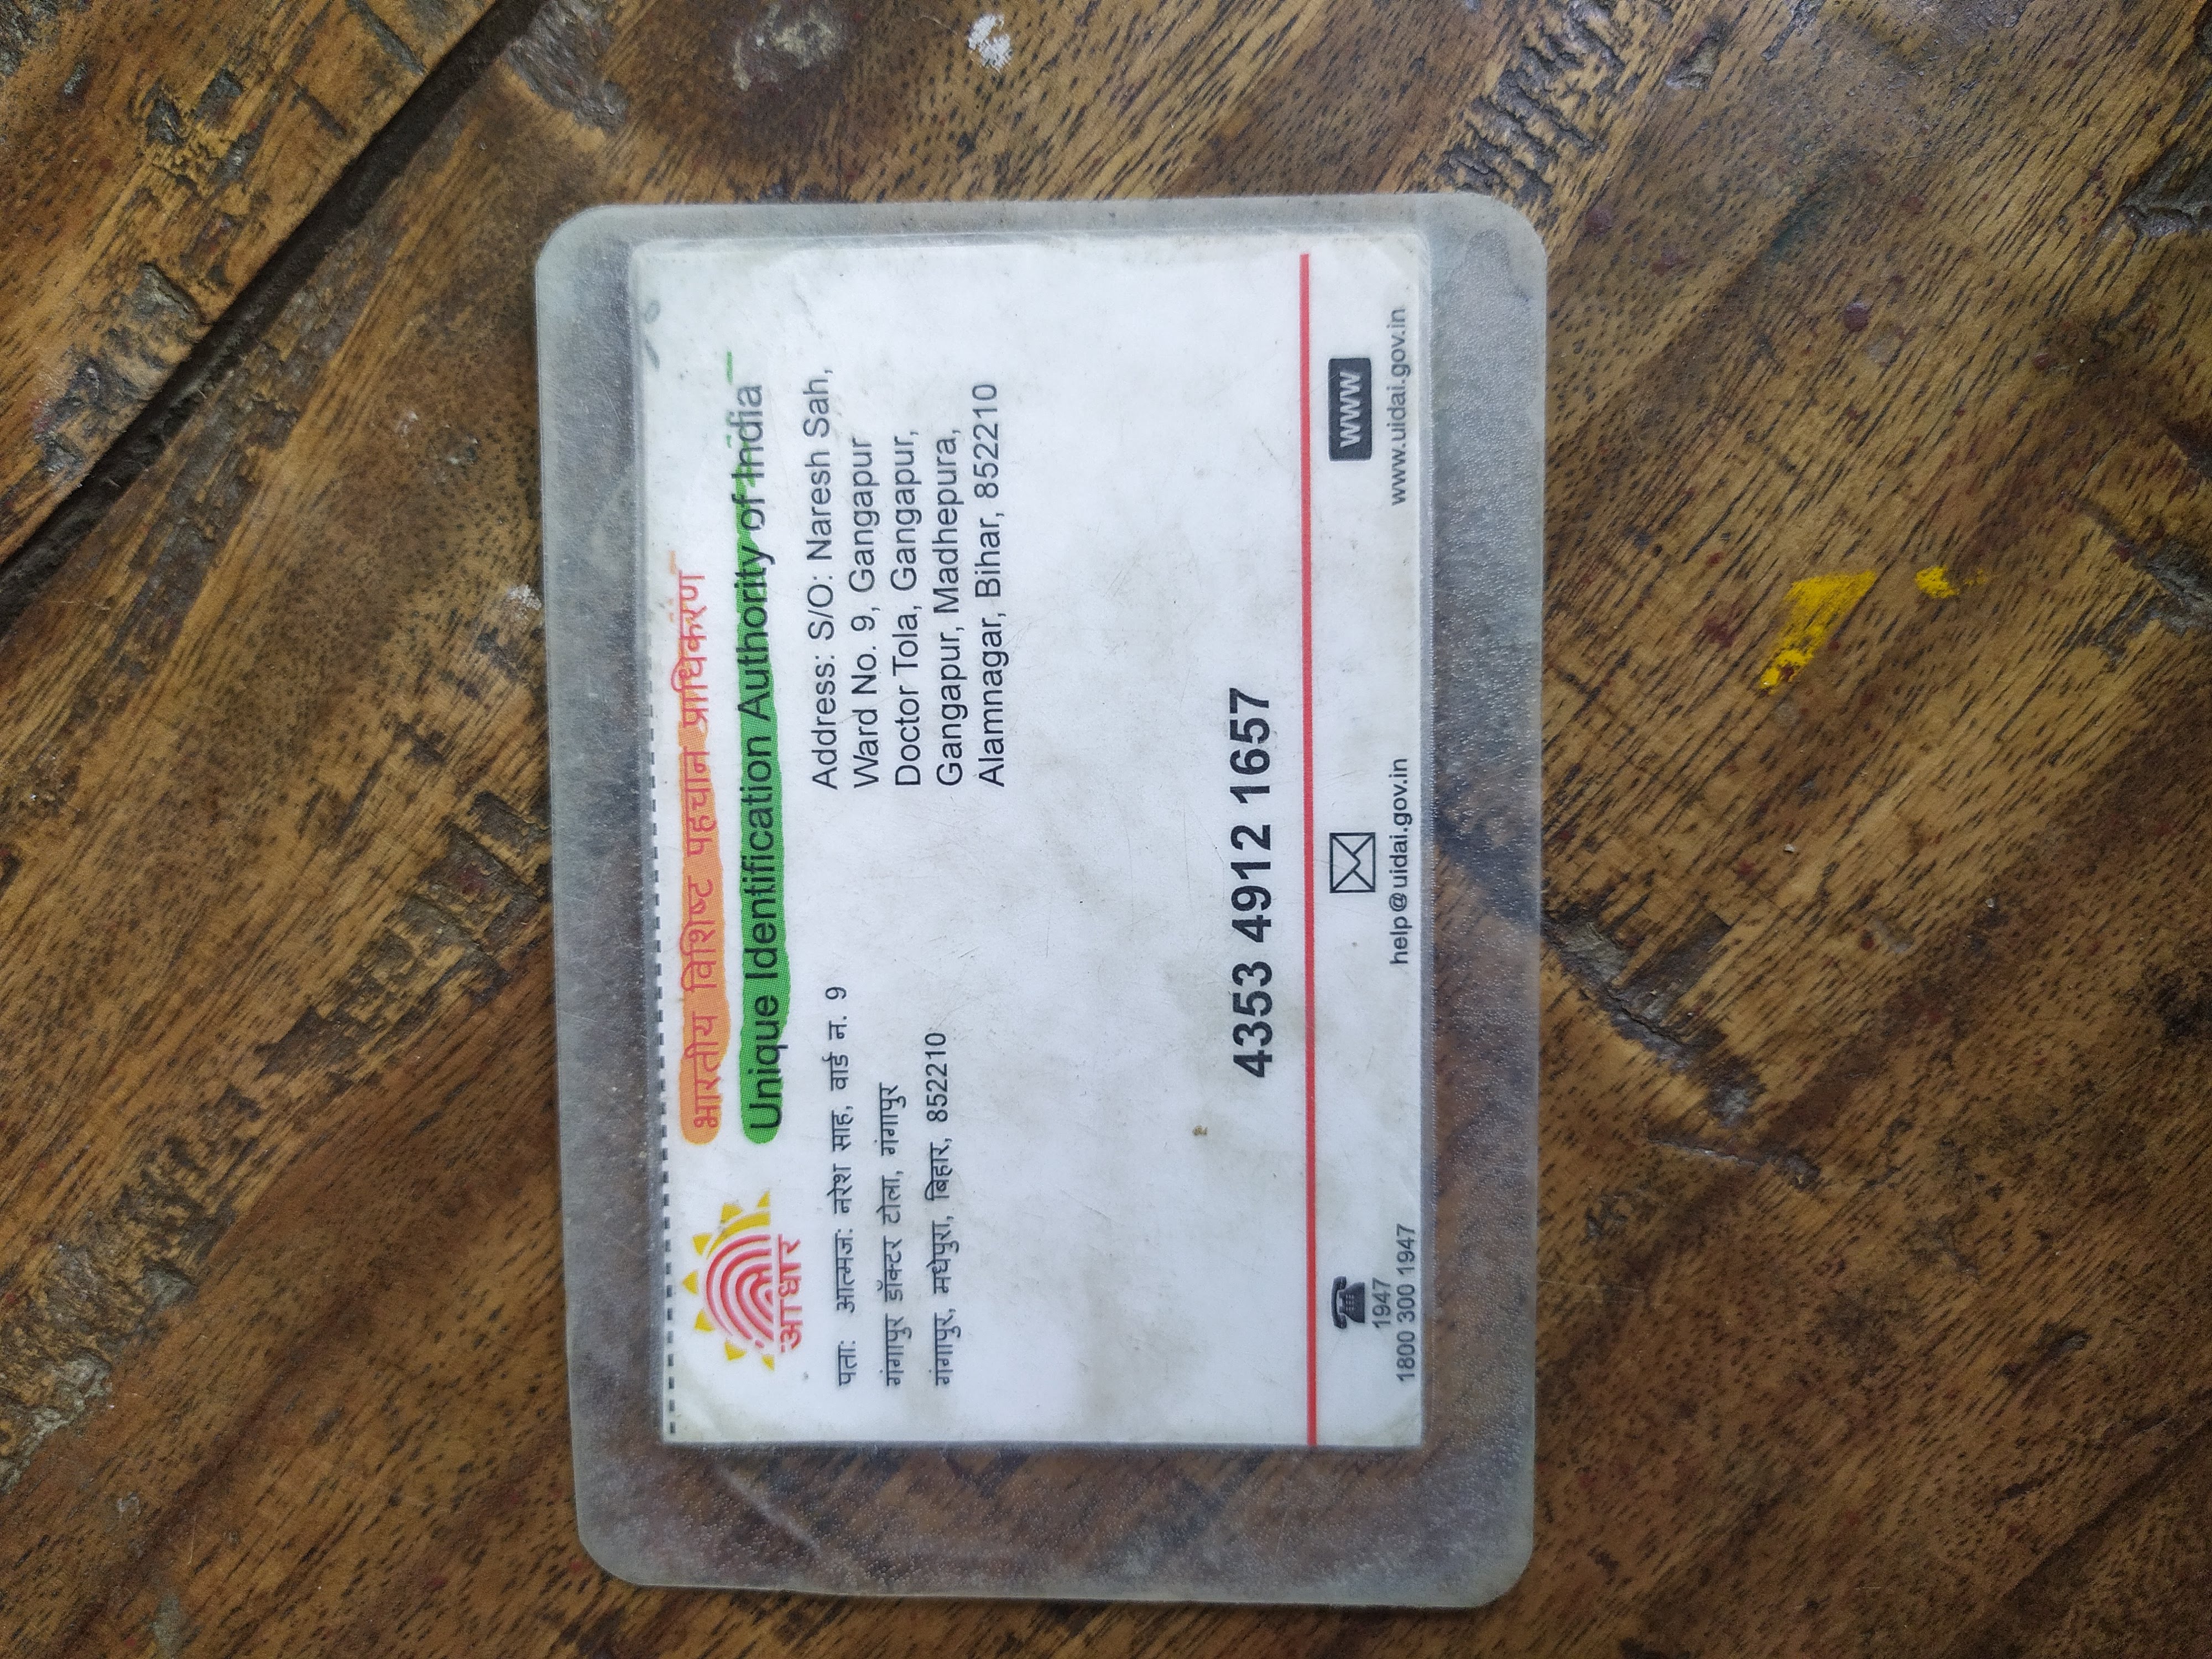 भारतीय विशिष्ट पहचान प्राधिकरण
Unique Identification Authority of India
आधार
पता: आत्मज: नरेश साह, वार्ड न. 9
गंगापुर डॉक्टर टोला, गंगापुर
गंगापुर, मधेपुरा, बिहार, 852210
Address: S/O: Naresh Sah,
Ward No. 9, Gangapur
Doctor Tola, Gangapur,
Gangapur, Madhepura,
Alamnagar, Bihar, 852210
4353 4912 1657
1947
1800 300 1947
help@uidai.gov.in
www
www.uidai.gov.in